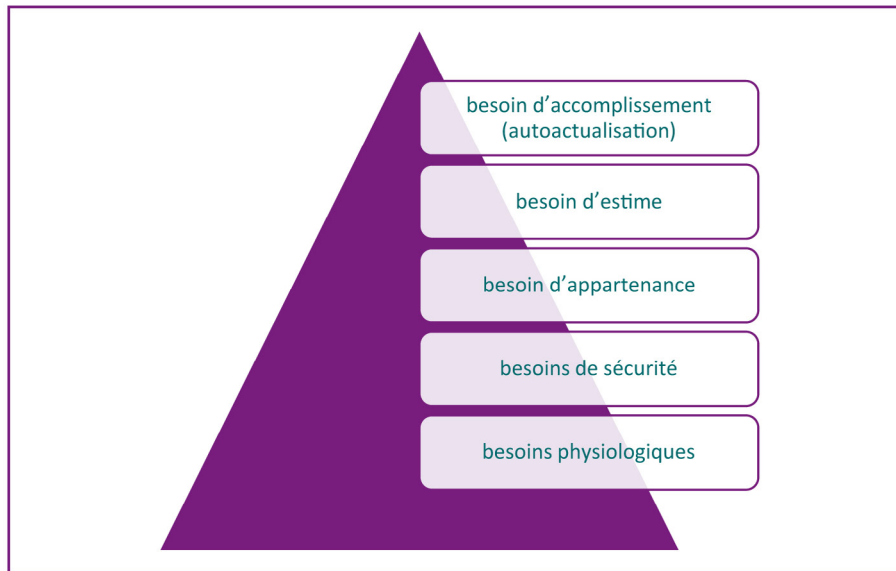 besoin d’accomplissement
(autoactualisation)
besoin d’estime
besoin d’appartenance
besoins de sécurité
besoins physiologiques